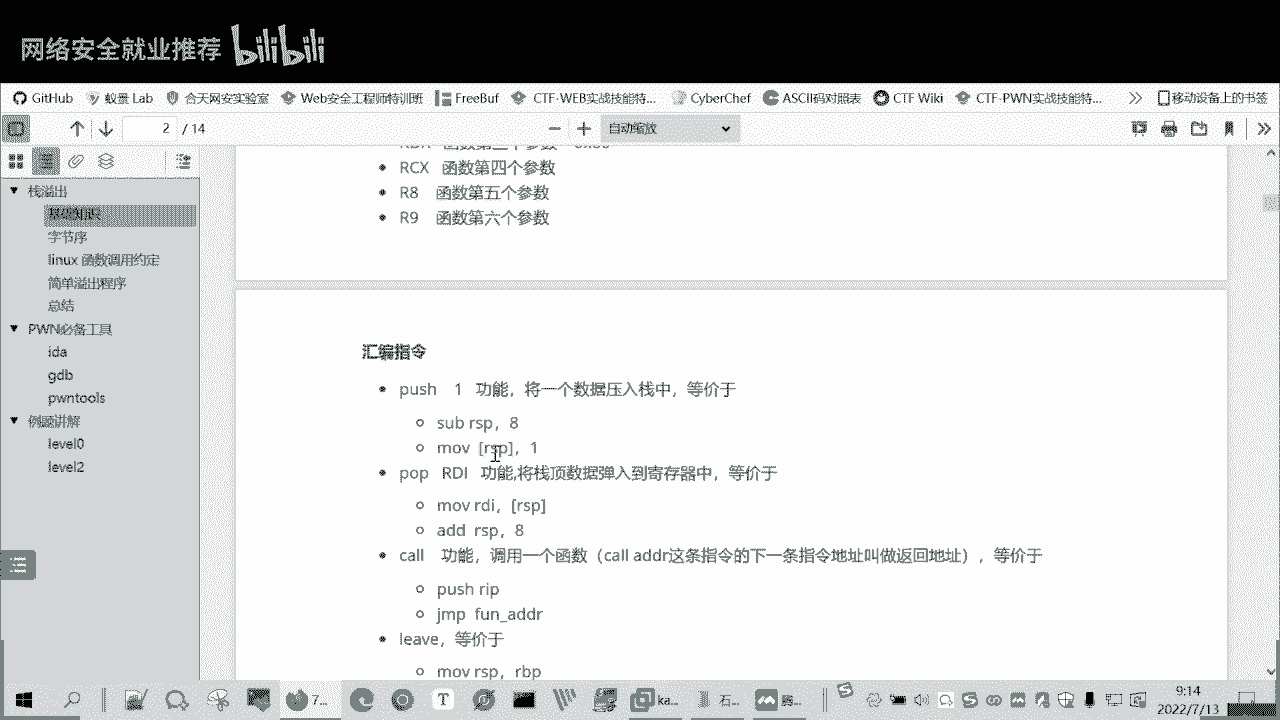 网络安全就业推荐 bilibili
GitHub 蚁景 Lab 合天网安实验室 Web安全工程师特训班 FreeBuf CTF-WEB实战技能特... CyberChef ASCII码对照表 CTF Wiki CTF-PWN实战技能特... 移动设备上的书签
2 / 14 自动缩放
栈溢出
基础知识
字节序
linux 函数调用约定
简单溢出程序
总结
PWN必备工具
ida
gdb
pwntools
例题讲解
level0
level2
RCX 函数第四个参数
R8 函数第五个参数
R9 函数第六个参数
汇编指令
push 1 功能，将一个数据压入栈中，等价于
sub rsp，8
mov [rsp]，1
pop RDI 功能,将栈顶数据弹入到寄存器中，等价于
mov rdi，[rsp]
add rsp，8
call 功能，调用一个函数（call addr这条指令的下一条指令地址叫做返回地址），等价于
push rip
jmp fun_addr
leave，等价于
mov rsp，rbp
7... ka... 石... 腾...
9:14
2022/7/13